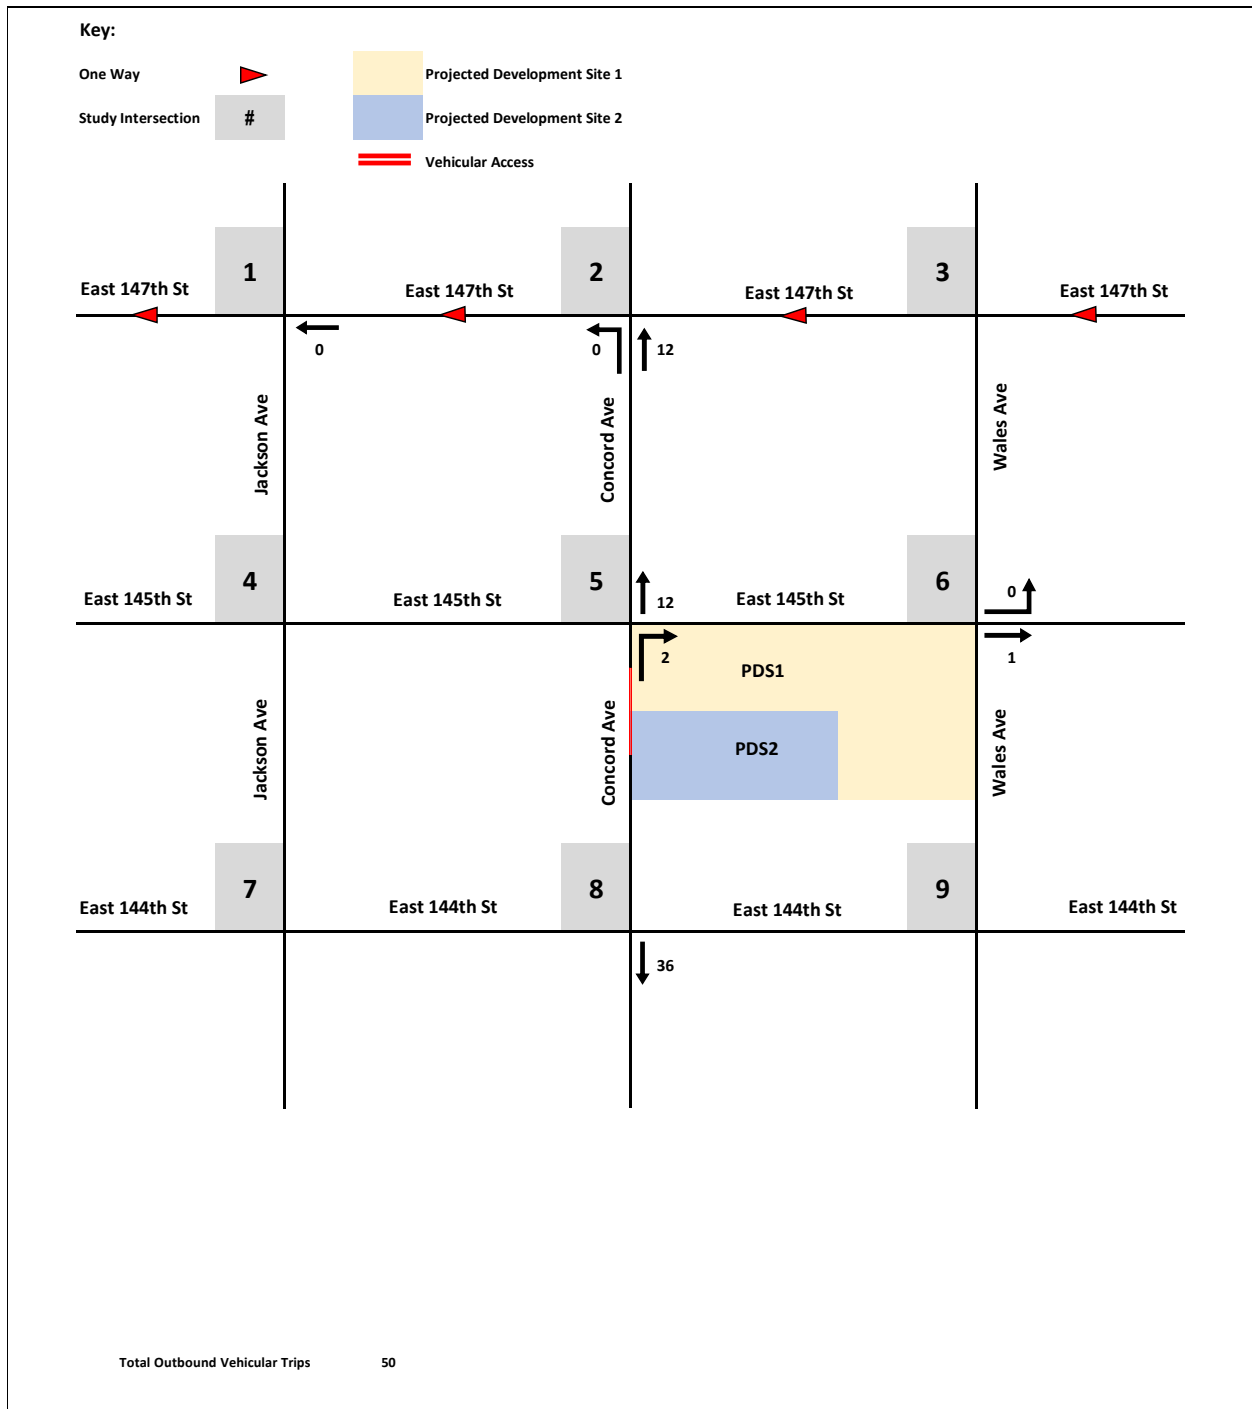 Key:
One Way
Projected Development Site 1
Study Intersection # Projected Development Site 2
Vehicular Access
1 2 3
East 147th St East 147th St East 147th St East 147th St
0 0 12
Jackson Ave Concord Ave Wales Ave
4 5 6
East 145th St East 145th St 12 East 145th St 0
2 1
PDS1
Jackson Ave Concord Ave PDS2 Wales Ave
7 8 9
East 144th St East 144th St East 144th St East 144th St
36
Total Outbound Vehicular Trips 50